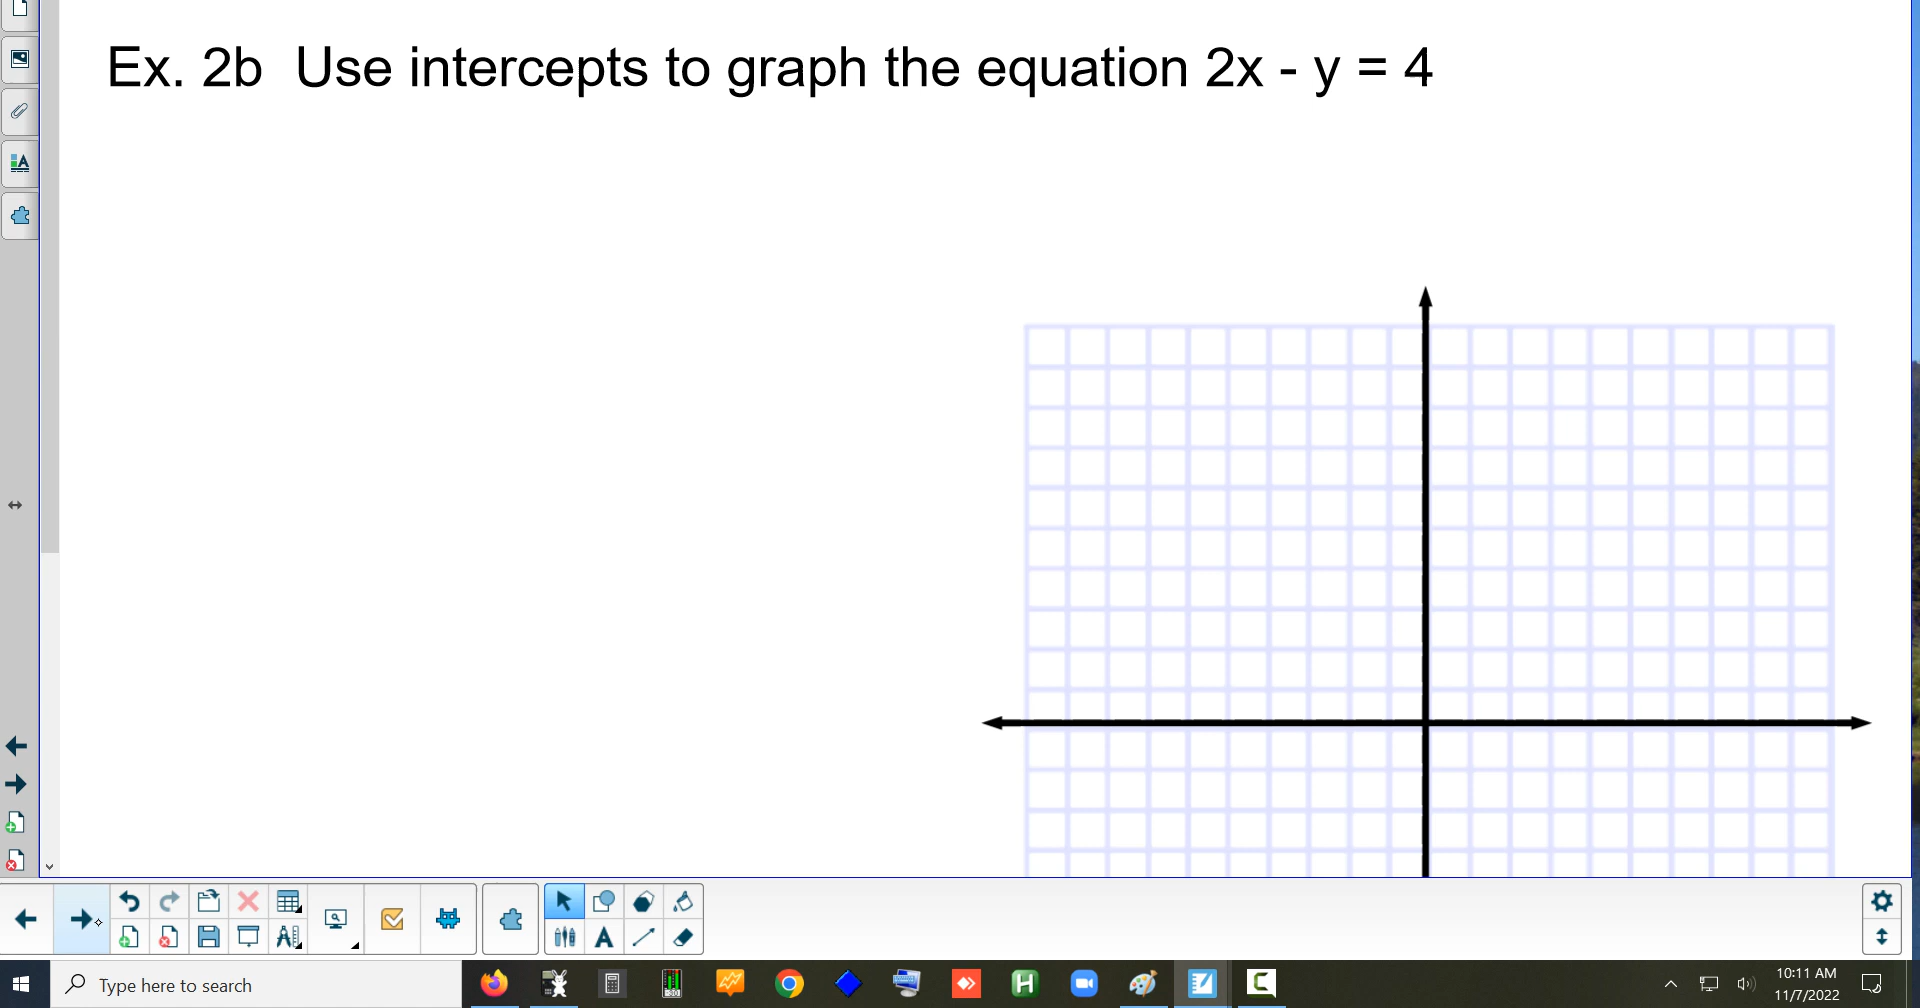 Ex. 2b Use intercepts to graph the equation 2x - y = 4
Type here to search
10:11 AM
11/7/2022